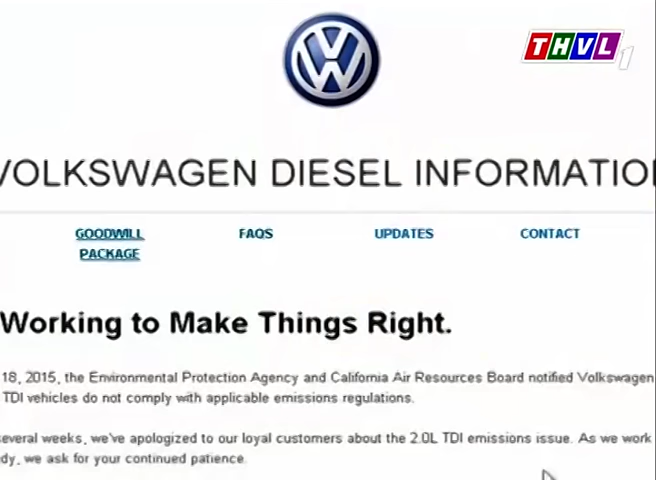 THVL1
VOLKSWAGEN DIESEL INFORMATION
GOODWILL PACKAGE
FAQS
UPDATES
CONTACT
Working to Make Things Right.
18, 2015, the Environmental Protection Agency and California Air Resources Board notified Volkswagen
TDI vehicles do not comply with applicable emissions regulations.
several weeks, we've apologized to our loyal customers about the 2.0L TDI emissions issue. As we work
dy, we ask for your continued patience.